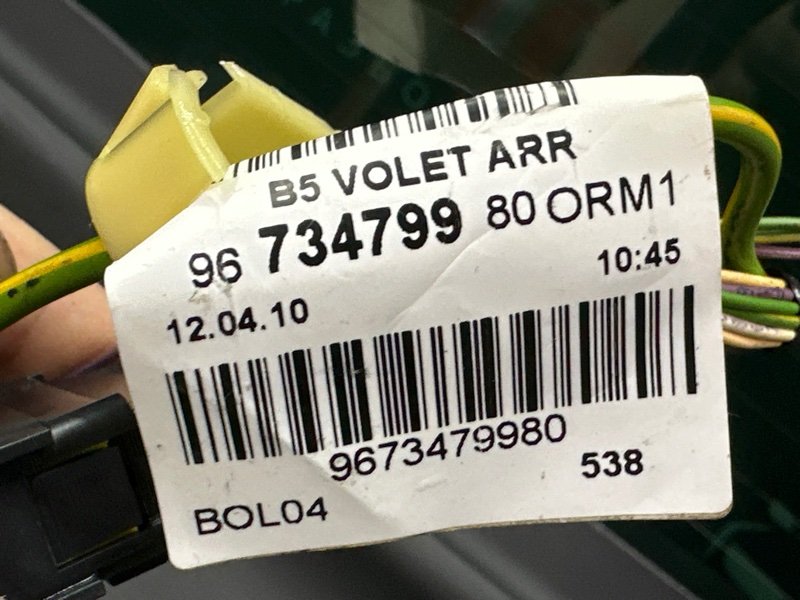 B5 VOLET ARR
96 734799 80 ORM1
12.04.10 10:45
9673479980
538
BOL04